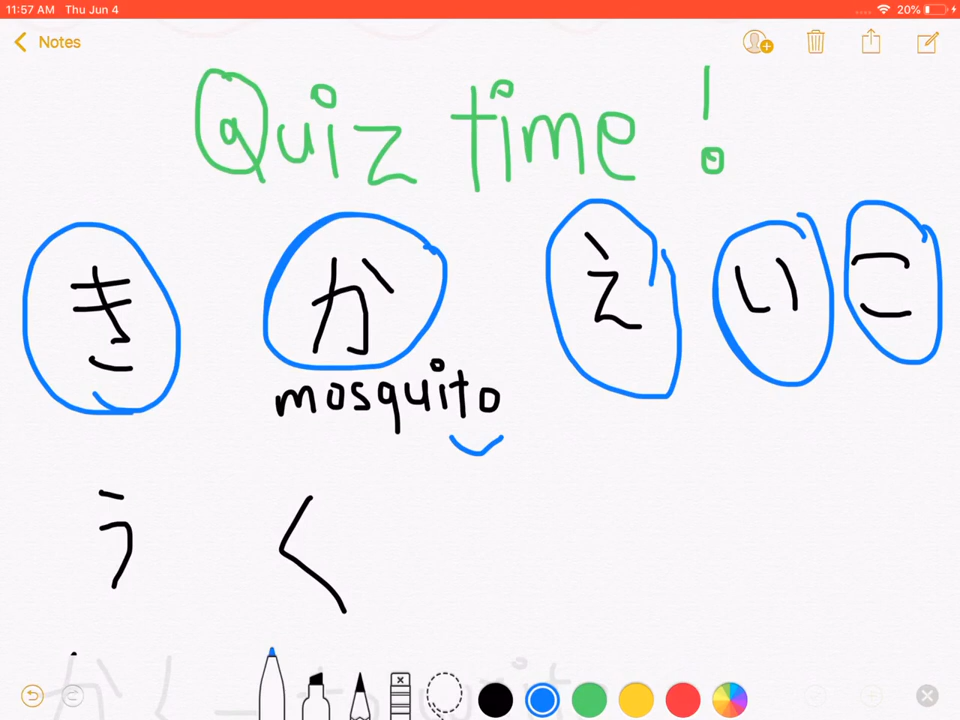 11:57 AM Thu Jun 4 20%
Notes
Quiz time!
き か え い こ
mosquito
う く